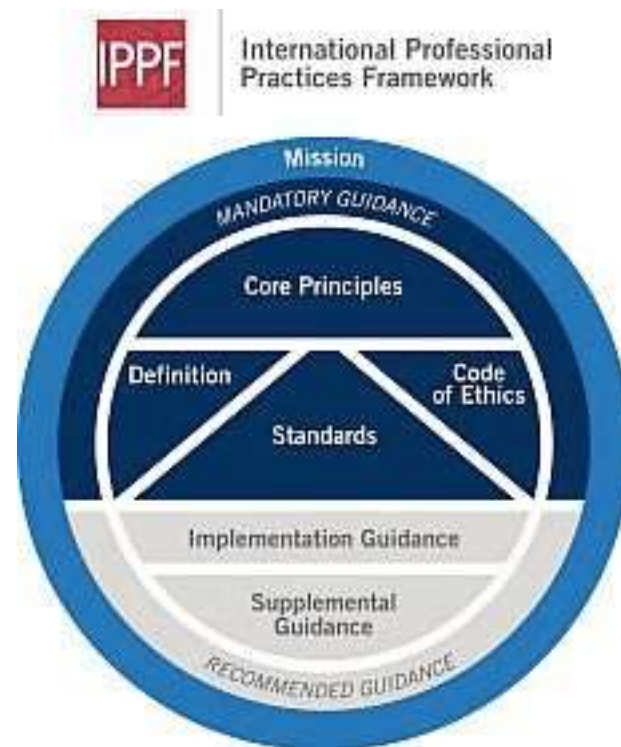 IPPF
International Professional
Practices Framework
Mission
MANDATORY GUIDANCE
Core Principles
Definition
Code
of Ethics
Standards
Implementation Guidance
Supplemental
Guidance
RECOMMENDED GUIDANCE